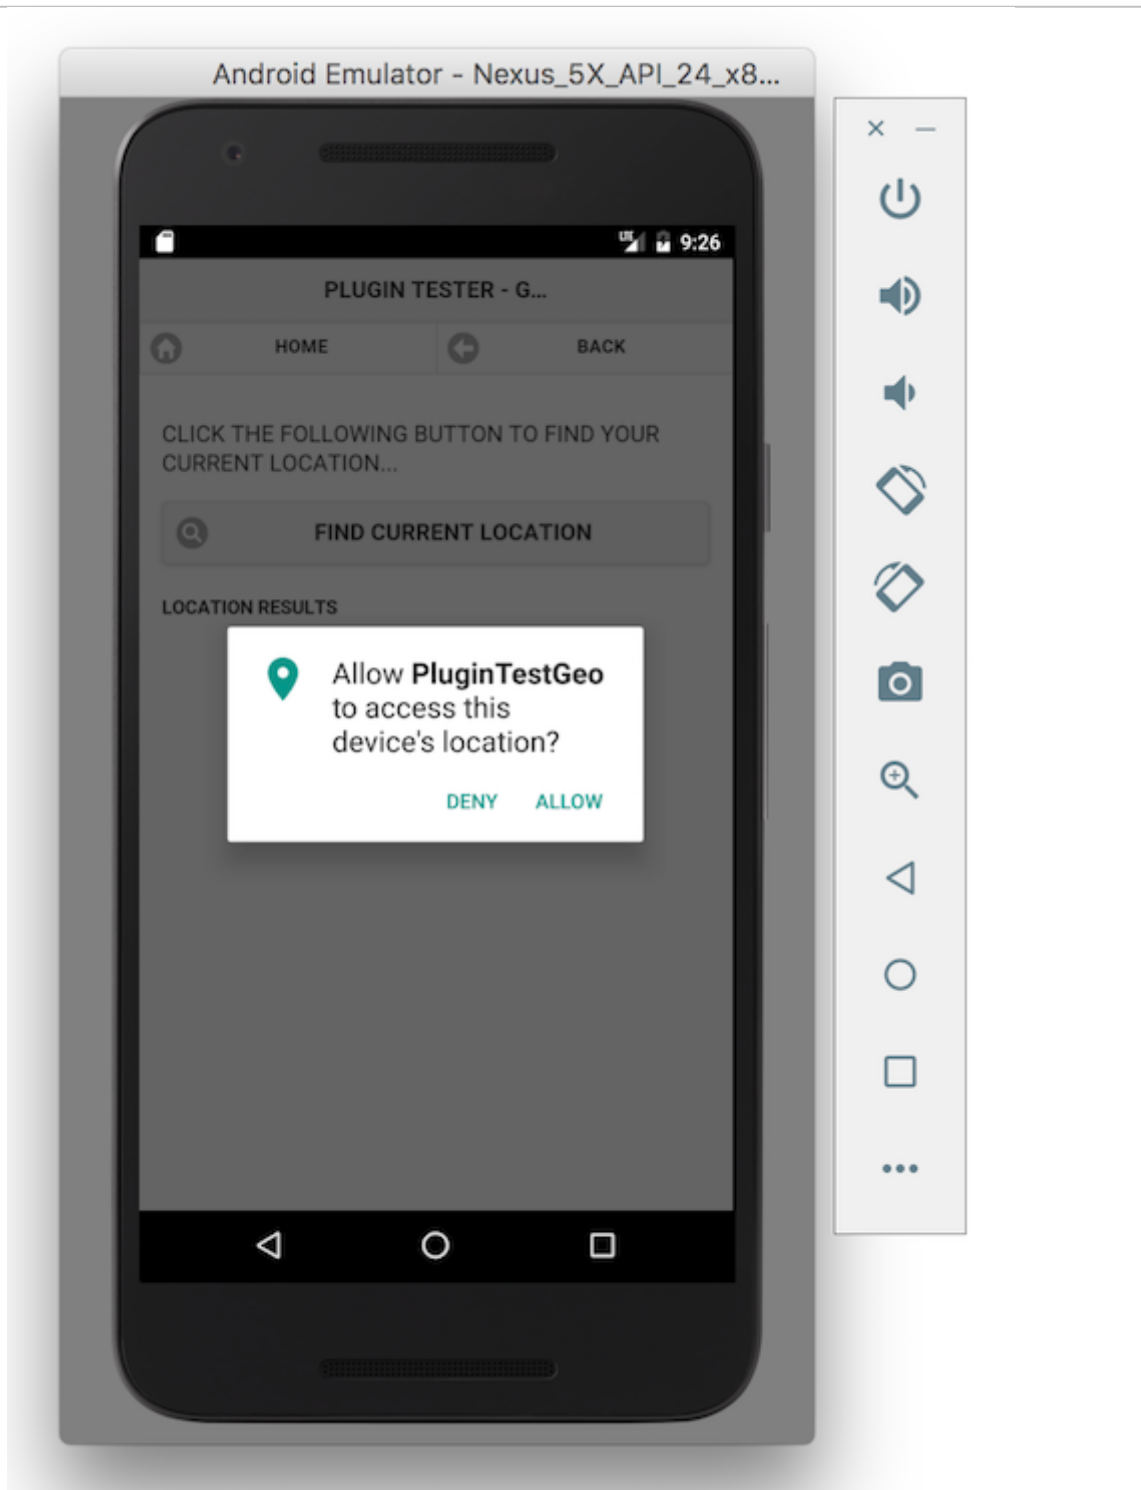 Android Emulator - Nexus_5X_API_24_x8...
LTE 9:26
PLUGIN TESTER - G...
HOME BACK
CLICK THE FOLLOWING BUTTON TO FIND YOUR
CURRENT LOCATION...
FIND CURRENT LOCATION
LOCATION RESULTS
Allow PluginTestGeo
to access this
device's location?
DENY ALLOW